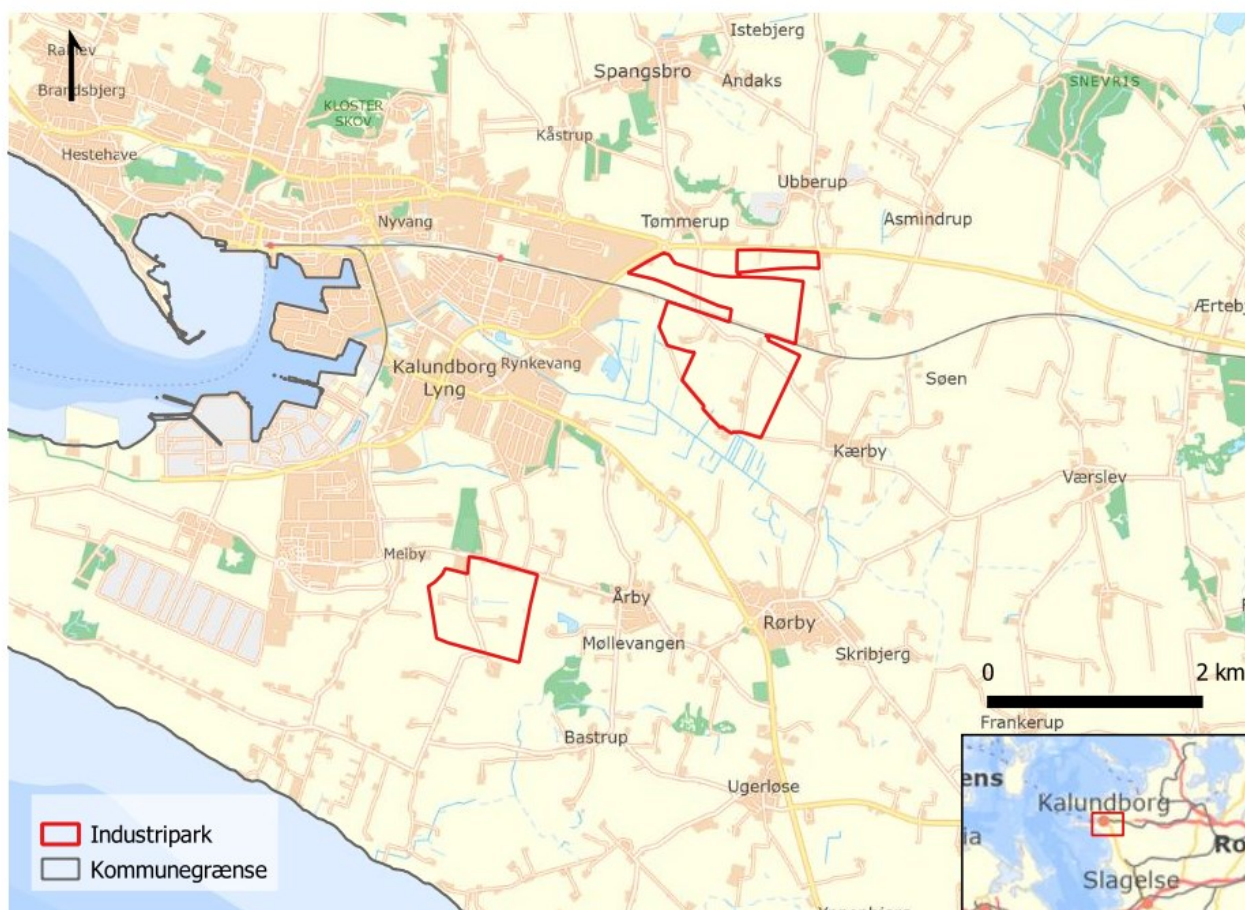 Istebjerg
Spangsbro
Andaks
SNEVRIS
Brandsbjerg
KLOSTER
SKOV
Kåstrup
Hestehave
Ubberup
Nyvang
Tømmerup
Asmindrup
Kalundborg
Lyng
Rynkevang
Søen
Kærby
Værslev
Melby
Årby
Rørby
Møllevangen
Skribjerg
0 2 km
Frankerup
Bastrup
Ugerløse
Industripark
Kommunegrænse
Kalundborg
Slagelse